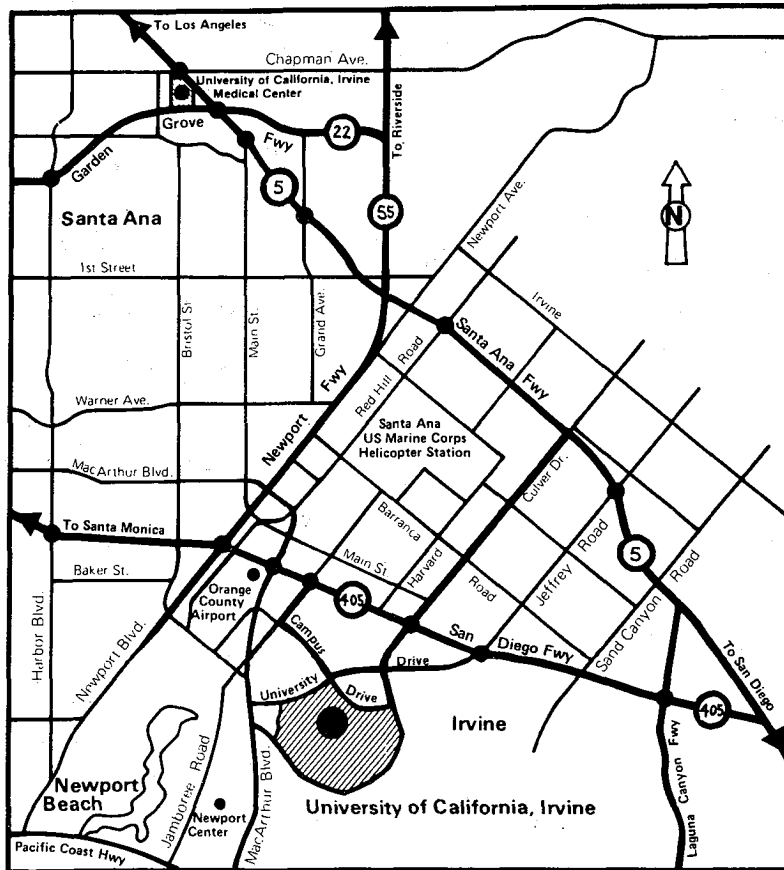 To Los Angeles
Chapman Ave.
University of California, Irvine
Medical Center
Grove
Fwy
22
To Riverside
Garden
5
55
Santa Ana
N
Newport Ave.
1st Street
Bristol St.
Main St.
Grand Ave.
Irvine
Santa Ana Fwy
Newport Fwy
Red Hill Road
Warner Ave.
Santa Ana
US Marine Corps
Helicopter Station
Culver Dr.
MacArthur Blvd.
Barranca Road
To Santa Monica
Main St.
Harvard
Jeffrey Road
5
Baker St.
Orange
County
Airport
405
San Diego Fwy
Sand Canyon Road
Harbor Blvd.
Newport Blvd.
Campus Drive
University Drive
To San Diego
Irvine
405
Laguna Canyon Fwy
Newport
Beach
Jamboree Road
Newport
Center
MacArthur Blvd.
University of California, Irvine
Pacific Coast Hwy